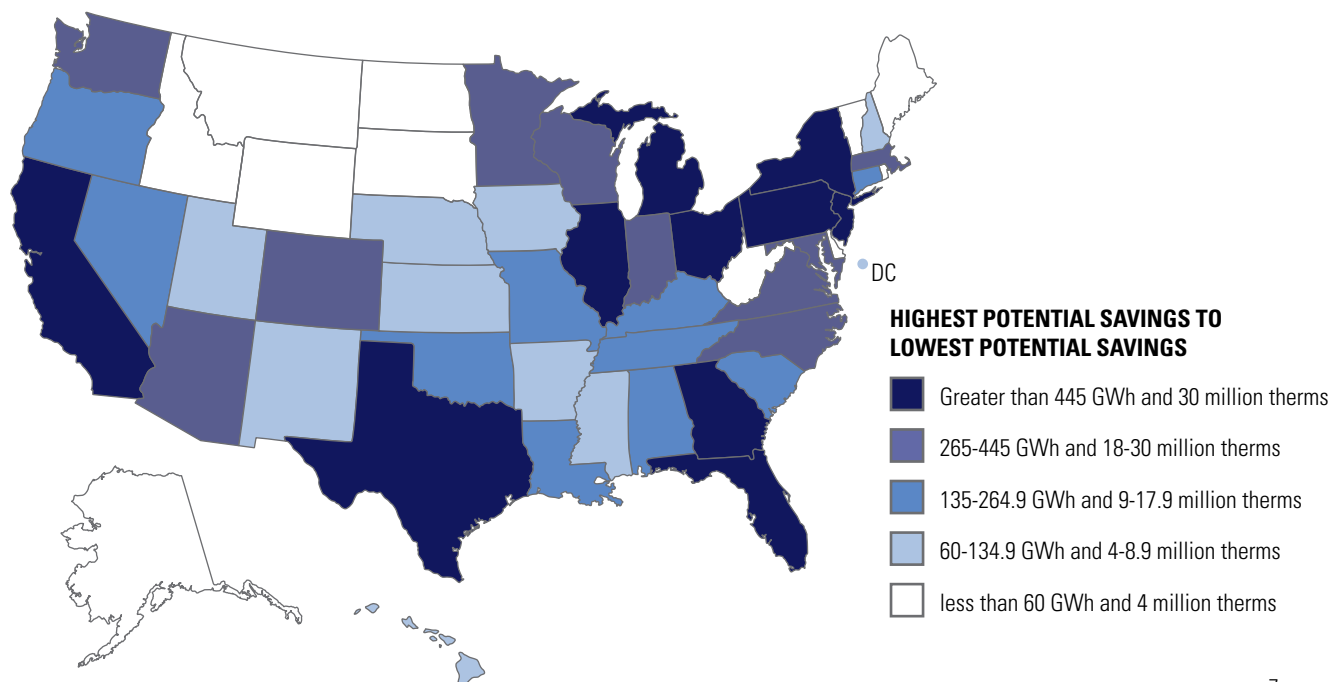 DC
HIGHEST POTENTIAL SAVINGS TO
LOWEST POTENTIAL SAVINGS
Greater than 445 GWh and 30 million therms
265-445 GWh and 18-30 million therms
135-264.9 GWh and 9-17.9 million therms
60-134.9 GWh and 4-8.9 million therms
less than 60 GWh and 4 million therms